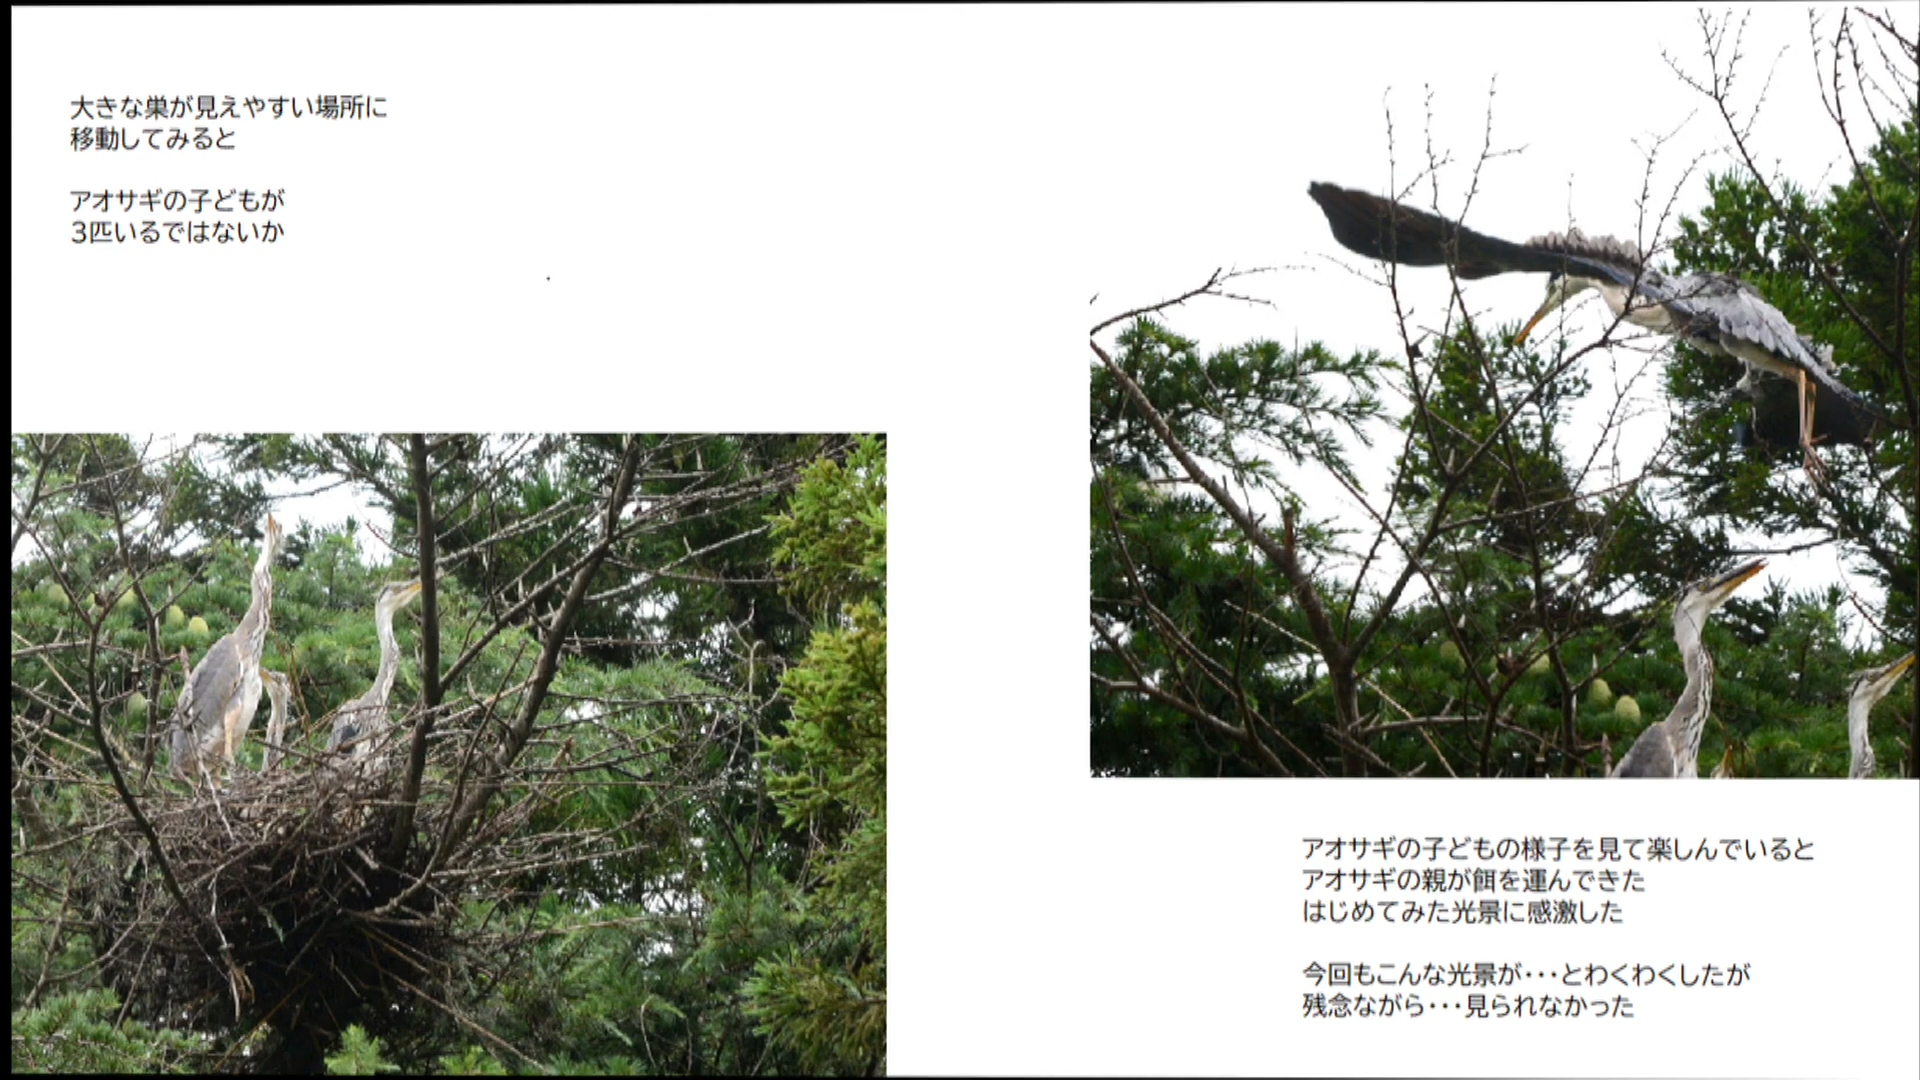 大きな巣が見えやすい場所に
移動してみると
アオサギの子どもが
3匹いるではないか
アオサギの子どもの様子を見て楽しんでいると
アオサギの親が餌を運んできた
はじめてみた光景に感激した
今回もこんな光景が・・・とわくわくしたが
残念ながら・・・見られなかった